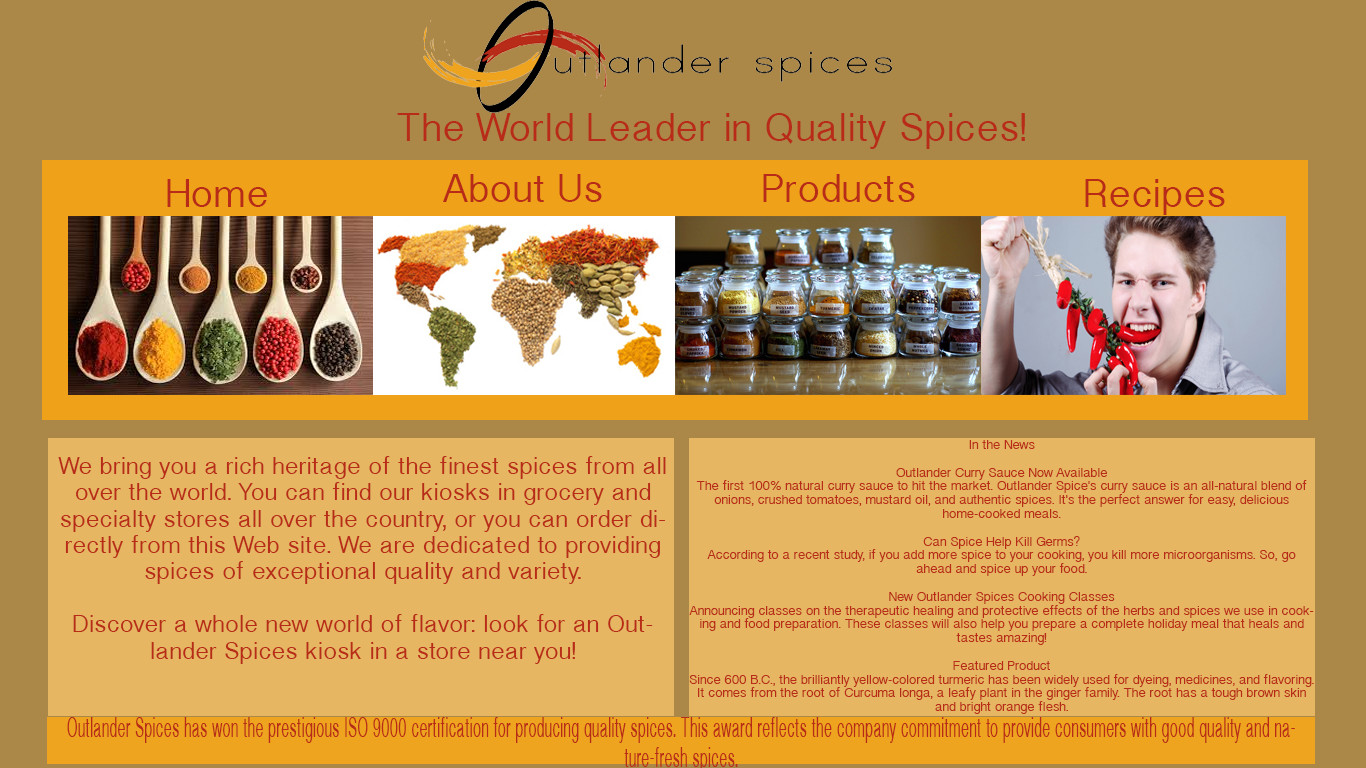 Outlander spices
The World Leader in Quality Spices!
Home
About Us
Products
Recipes
We bring you a rich heritage of the finest spices from all
over the world. You can find our kiosks in grocery and
specialty stores all over the country, or you can order di-
rectly from this Web site. We are dedicated to providing
spices of exceptional quality and variety.
Discover a whole new world of flavor: look for an Out-
lander Spices kiosk in a store near you!
In the News
Outlander Curry Sauce Now Available
The first 100% natural curry sauce to hit the market. Outlander Spice's curry sauce is an all-natural blend of
onions, crushed tomatoes, mustard oil, and authentic spices. It's the perfect answer for easy, delicious
home-cooked meals.
Can Spice Help Kill Germs?
According to a recent study, if you add more spice to your cooking, you kill more microorganisms. So, go
ahead and spice up your food.
New Outlander Spices Cooking Classes
Announcing classes on the therapeutic healing and protective effects of the herbs and spices we use in cook-
ing and food preparation. These classes will also help you prepare a complete holiday meal that heals and
tastes amazing!
Featured Product
Since 600 B.C., the brilliantly yellow-colored turmeric has been widely used for dyeing, medicines, and flavoring.
It comes from the root of Curcuma longa, a leafy plant in the ginger family. The root has a tough brown skin
and bright orange flesh.
Outlander Spices has won the prestigious ISO 9000 certification for producing quality spices. This award reflects the company commitment to provide consumers with good quality and na-
ture-fresh spices.